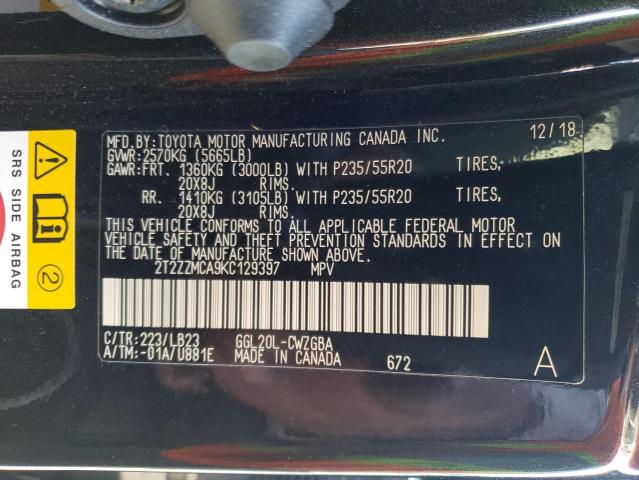 MFD.BY:TOYOTA MOTOR MANUFACTURING CANADA INC. 12/18
GVWR:2570KG (5665LB)
GAWR:FRT. 1360KG (3000LB) WITH P235/55R20 TIRES,
20X8J RIMS.
RR. 1410KG (3105LB) WITH P235/55R20 TIRES,
20X8J RIMS.
THIS VEHICLE CONFORMS TO ALL APPLICABLE FEDERAL MOTOR
VEHICLE SAFETY AND THEFT PREVENTION STANDARDS IN EFFECT ON
THE DATE OF MANUFACTURE SHOWN ABOVE.
2T2ZZMCA9KC129397 MPV
C/TR:223/LB23 GGL20L-CWZGBA
A/TM:-01A/U881E MADE IN CANADA 672 A
SRS SIDE AIRBAG
2